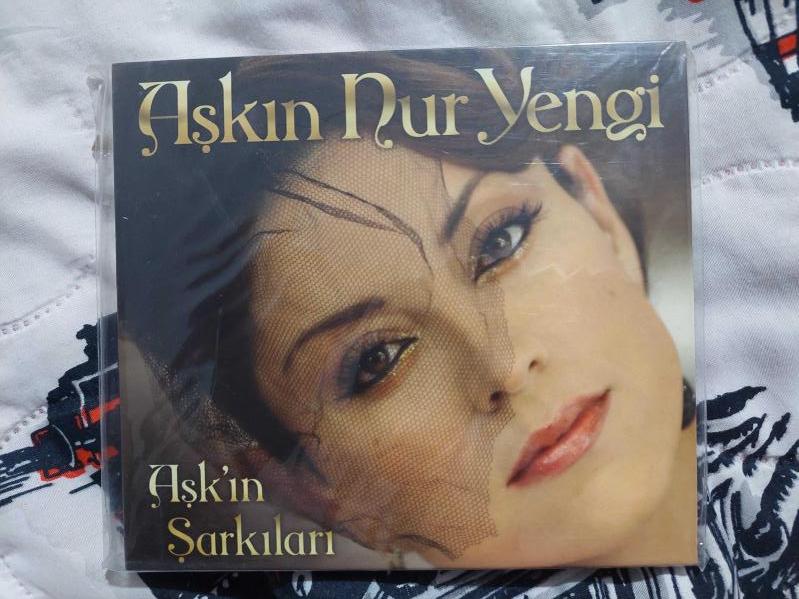 Aşkın Nur Yengi
Aşk'ın
Şarkıları